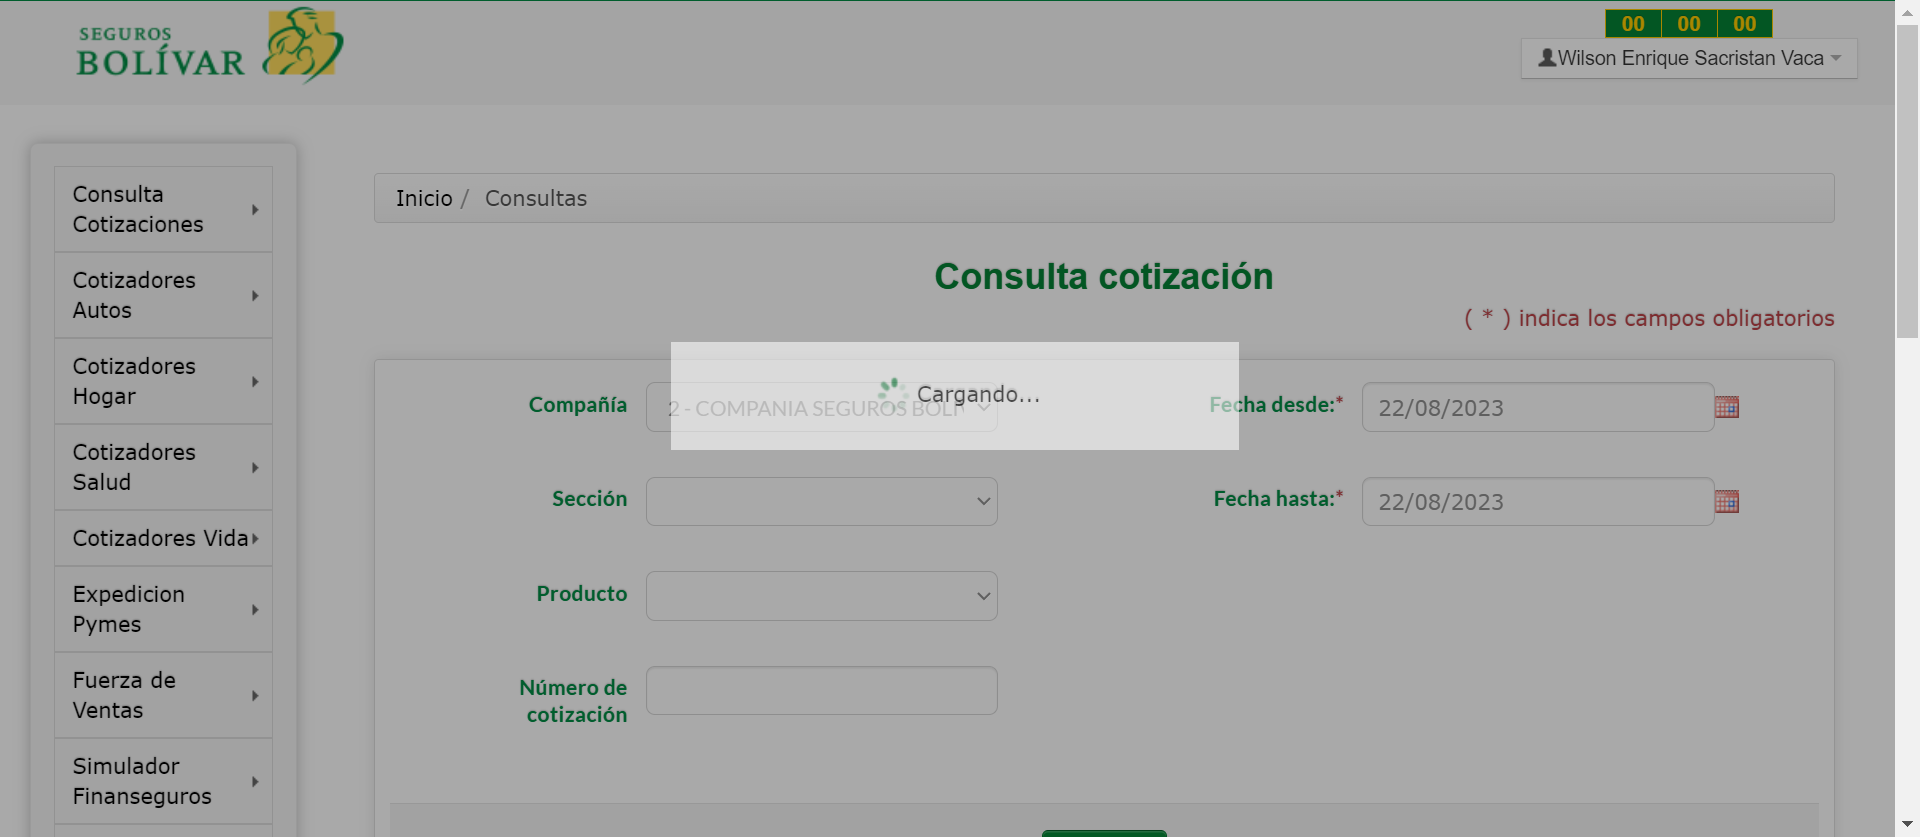 SEGUROS
BOLÍVAR
00 00 00
Wilson Enrique Sacristan Vaca
Consulta
Cotizaciones
Cotizadores
Autos
Cotizadores
Hogar
Cotizadores
Salud
Cotizadores Vida
Expedicion
Pymes
Fuerza de
Ventas
Simulador
Finanseguros
Inicio / Consultas
Consulta cotización
( * ) indica los campos obligatorios
Compañía
2 - COMPANIA SEGUROS BOLI
Cargando...
Fecha desde:*
22/08/2023
Sección
Fecha hasta:*
22/08/2023
Producto
Número de
cotización